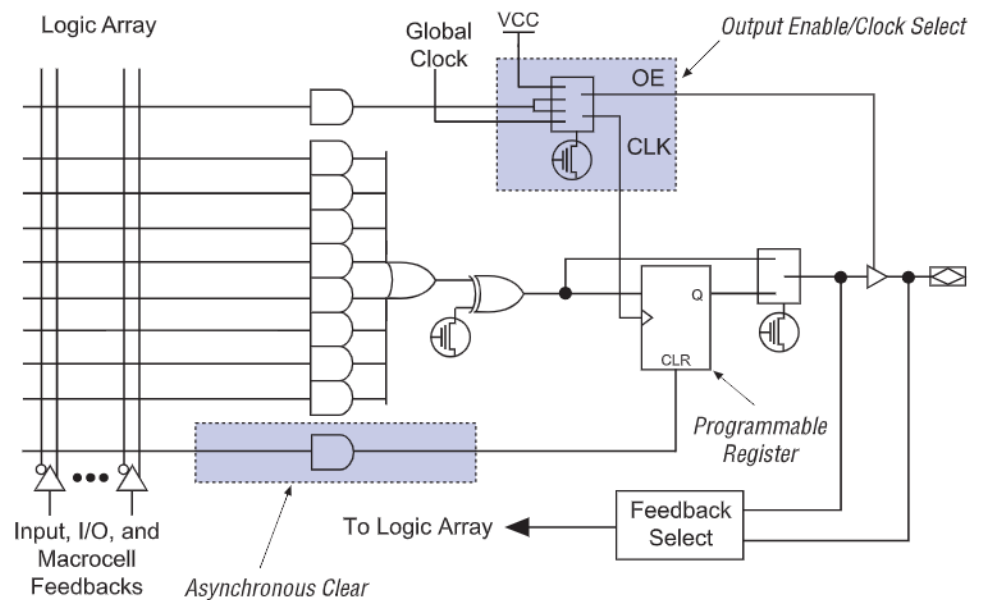 Logic Array
Global
Clock
VCC
Output Enable/Clock Select
OE
CLK
Q
CLR
Programmable
Register
Feedback
Select
To Logic Array
Input, I/O, and
Macrocell
Feedbacks
Asynchronous Clear